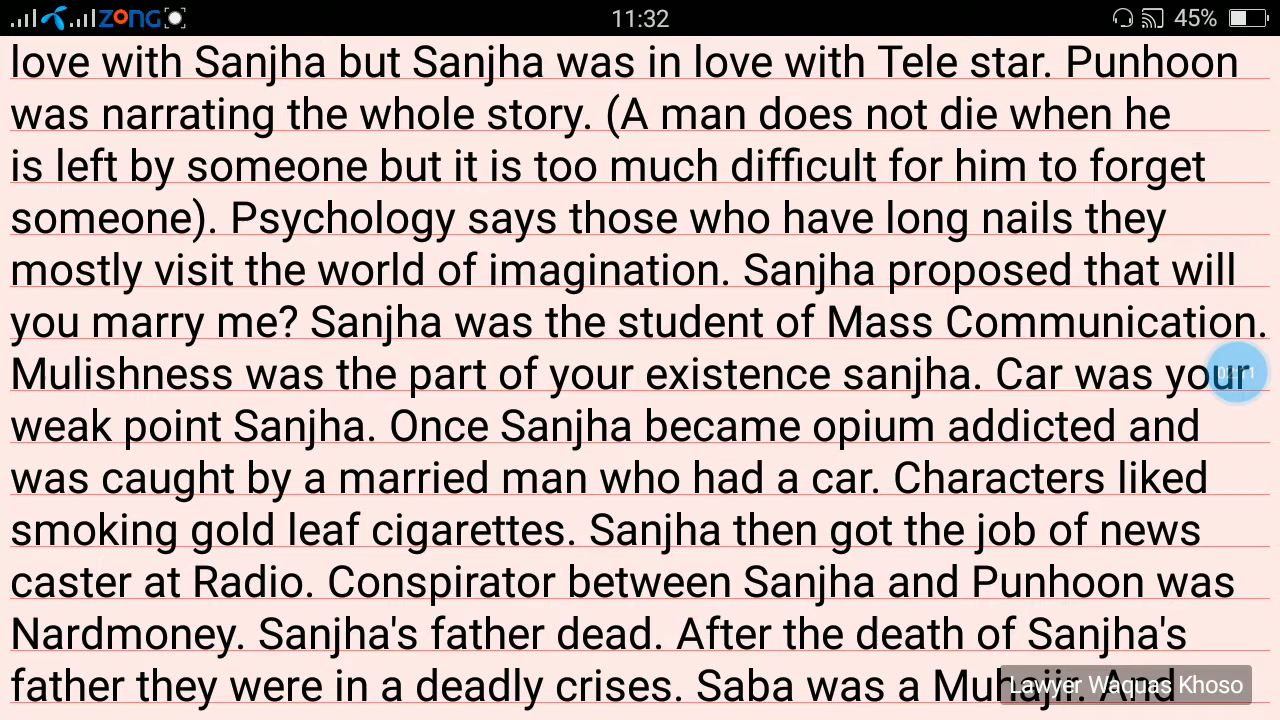 ZONG 11:32 45%
love with Sanjha but Sanjha was in love with Tele star. Punhoon
was narrating the whole story. (A man does not die when he
is left by someone but it is too much difficult for him to forget
someone). Psychology says those who have long nails they
mostly visit the world of imagination. Sanjha proposed that will
you marry me? Sanjha was the student of Mass Communication.
Mulishness was the part of your existence sanjha. Car was your
weak point Sanjha. Once Sanjha became opium addicted and
was caught by a married man who had a car. Characters liked
smoking gold leaf cigarettes. Sanjha then got the job of news
caster at Radio. Conspirator between Sanjha and Punhoon was
Nardmoney. Sanjha's father dead. After the death of Sanjha's
father they were in a deadly crises. Saba was a Muhajir. And
Lawyer Waquas Khoso